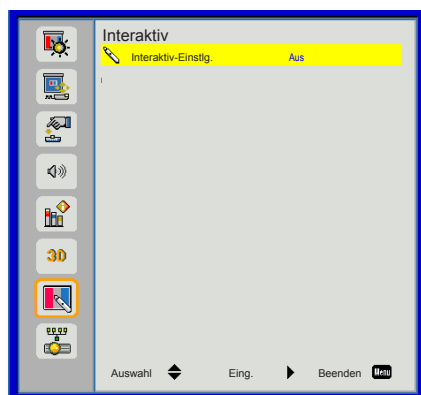 Interaktiv
Interaktiv-Einstlg. Aus
3D
Auswahl Eing. Beenden Menu